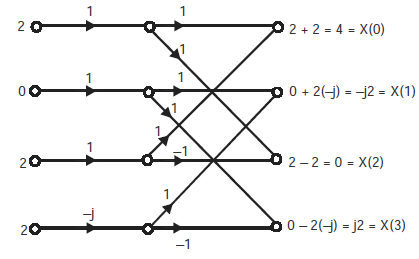 1 1
2 2 + 2 = 4 = X(0)
1
1 1
0 0 + 2(–j) = –j2 = X(1)
1
1
1 –1
2 2 – 2 = 0 = X(2)
1
–j
2 0 – 2(–j) = j2 = X(3)
–1